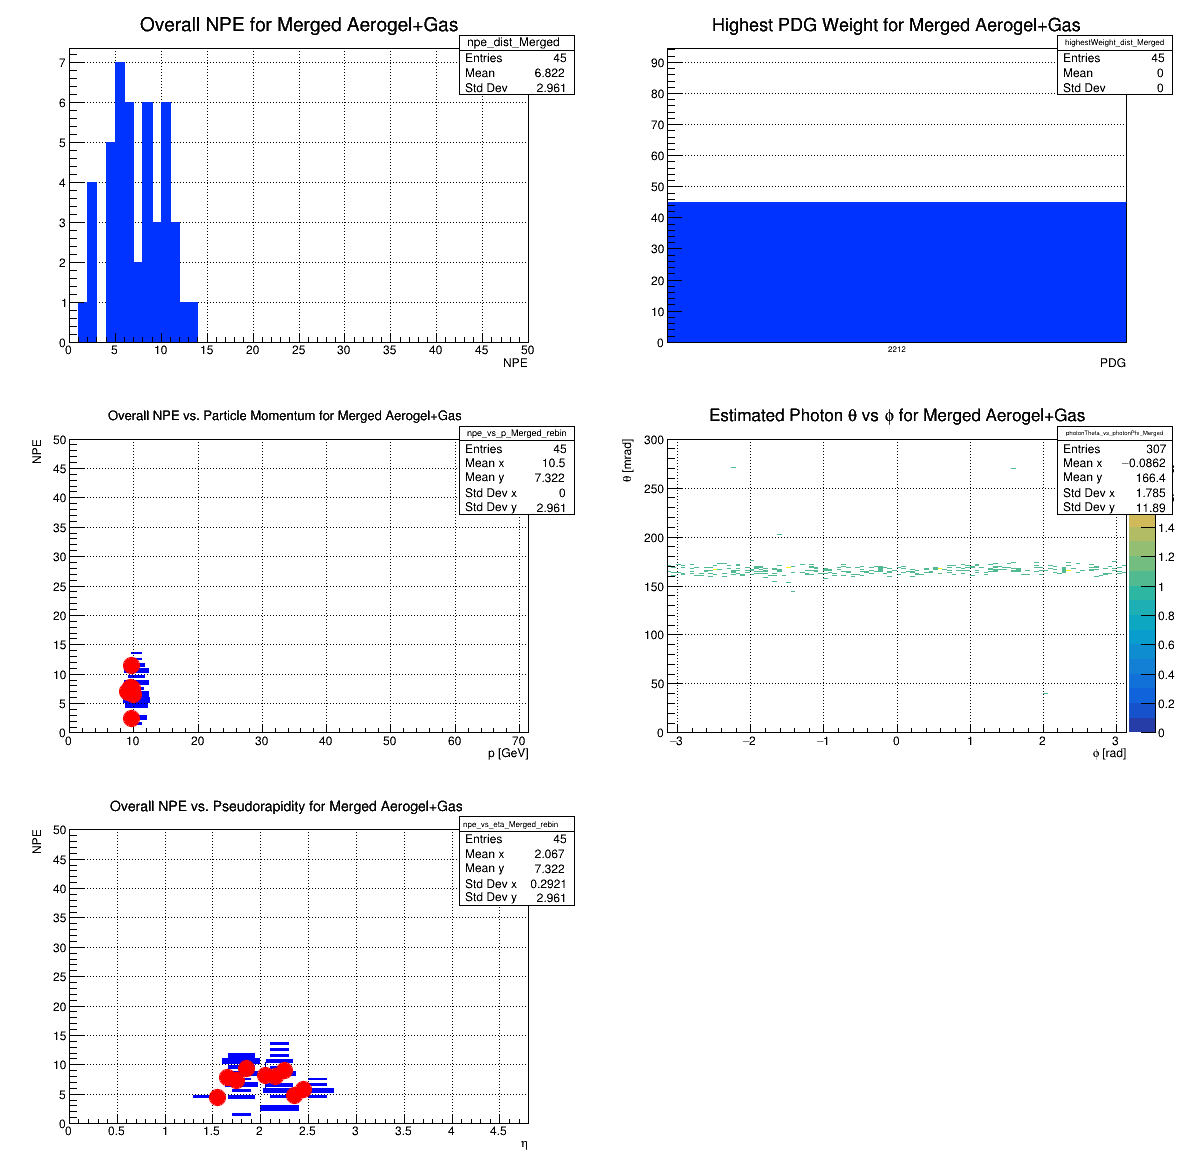 Overall NPE for Merged Aerogel+Gas
npe_dist_Merged
Entries 45
Mean 6.822
Std Dev 2.961
7
6
5
4
3
2
1
0
0 5 10 15 20 25 30 35 40 45 50
NPE
Highest PDG Weight for Merged Aerogel+Gas
highestWeight_dist_Merged
Entries 45
Mean 0
Std Dev 0
90
80
70
60
50
40
30
20
10
0
2212
PDG
Overall NPE vs. Particle Momentum for Merged Aerogel+Gas
npe_vs_p_Merged_rebin
Entries 45
Mean x 10.5
Mean y 7.322
Std Dev x 0
Std Dev y 2.961
NPE
50
45
40
35
30
25
20
15
10
5
0
0 10 20 30 40 50 60 70
p [GeV]
Estimated Photon θ vs ϕ for Merged Aerogel+Gas
photonTheta_vs_photonPhi_Merged
Entries 307
Mean x −0.0862
Mean y 166.4
Std Dev x 1.785
Std Dev y 11.89
θ [mrad]
300
250
200
150
100
50
0
−3 −2 −1 0 1 2 3
ϕ [rad]
1.4
1.2
1
0.8
0.6
0.4
0.2
0
Overall NPE vs. Pseudorapidity for Merged Aerogel+Gas
npe_vs_eta_Merged_rebin
Entries 45
Mean x 2.067
Mean y 7.322
Std Dev x 0.2921
Std Dev y 2.961
NPE
50
45
40
35
30
25
20
15
10
5
0
0 0.5 1 1.5 2 2.5 3 3.5 4 4.5
η